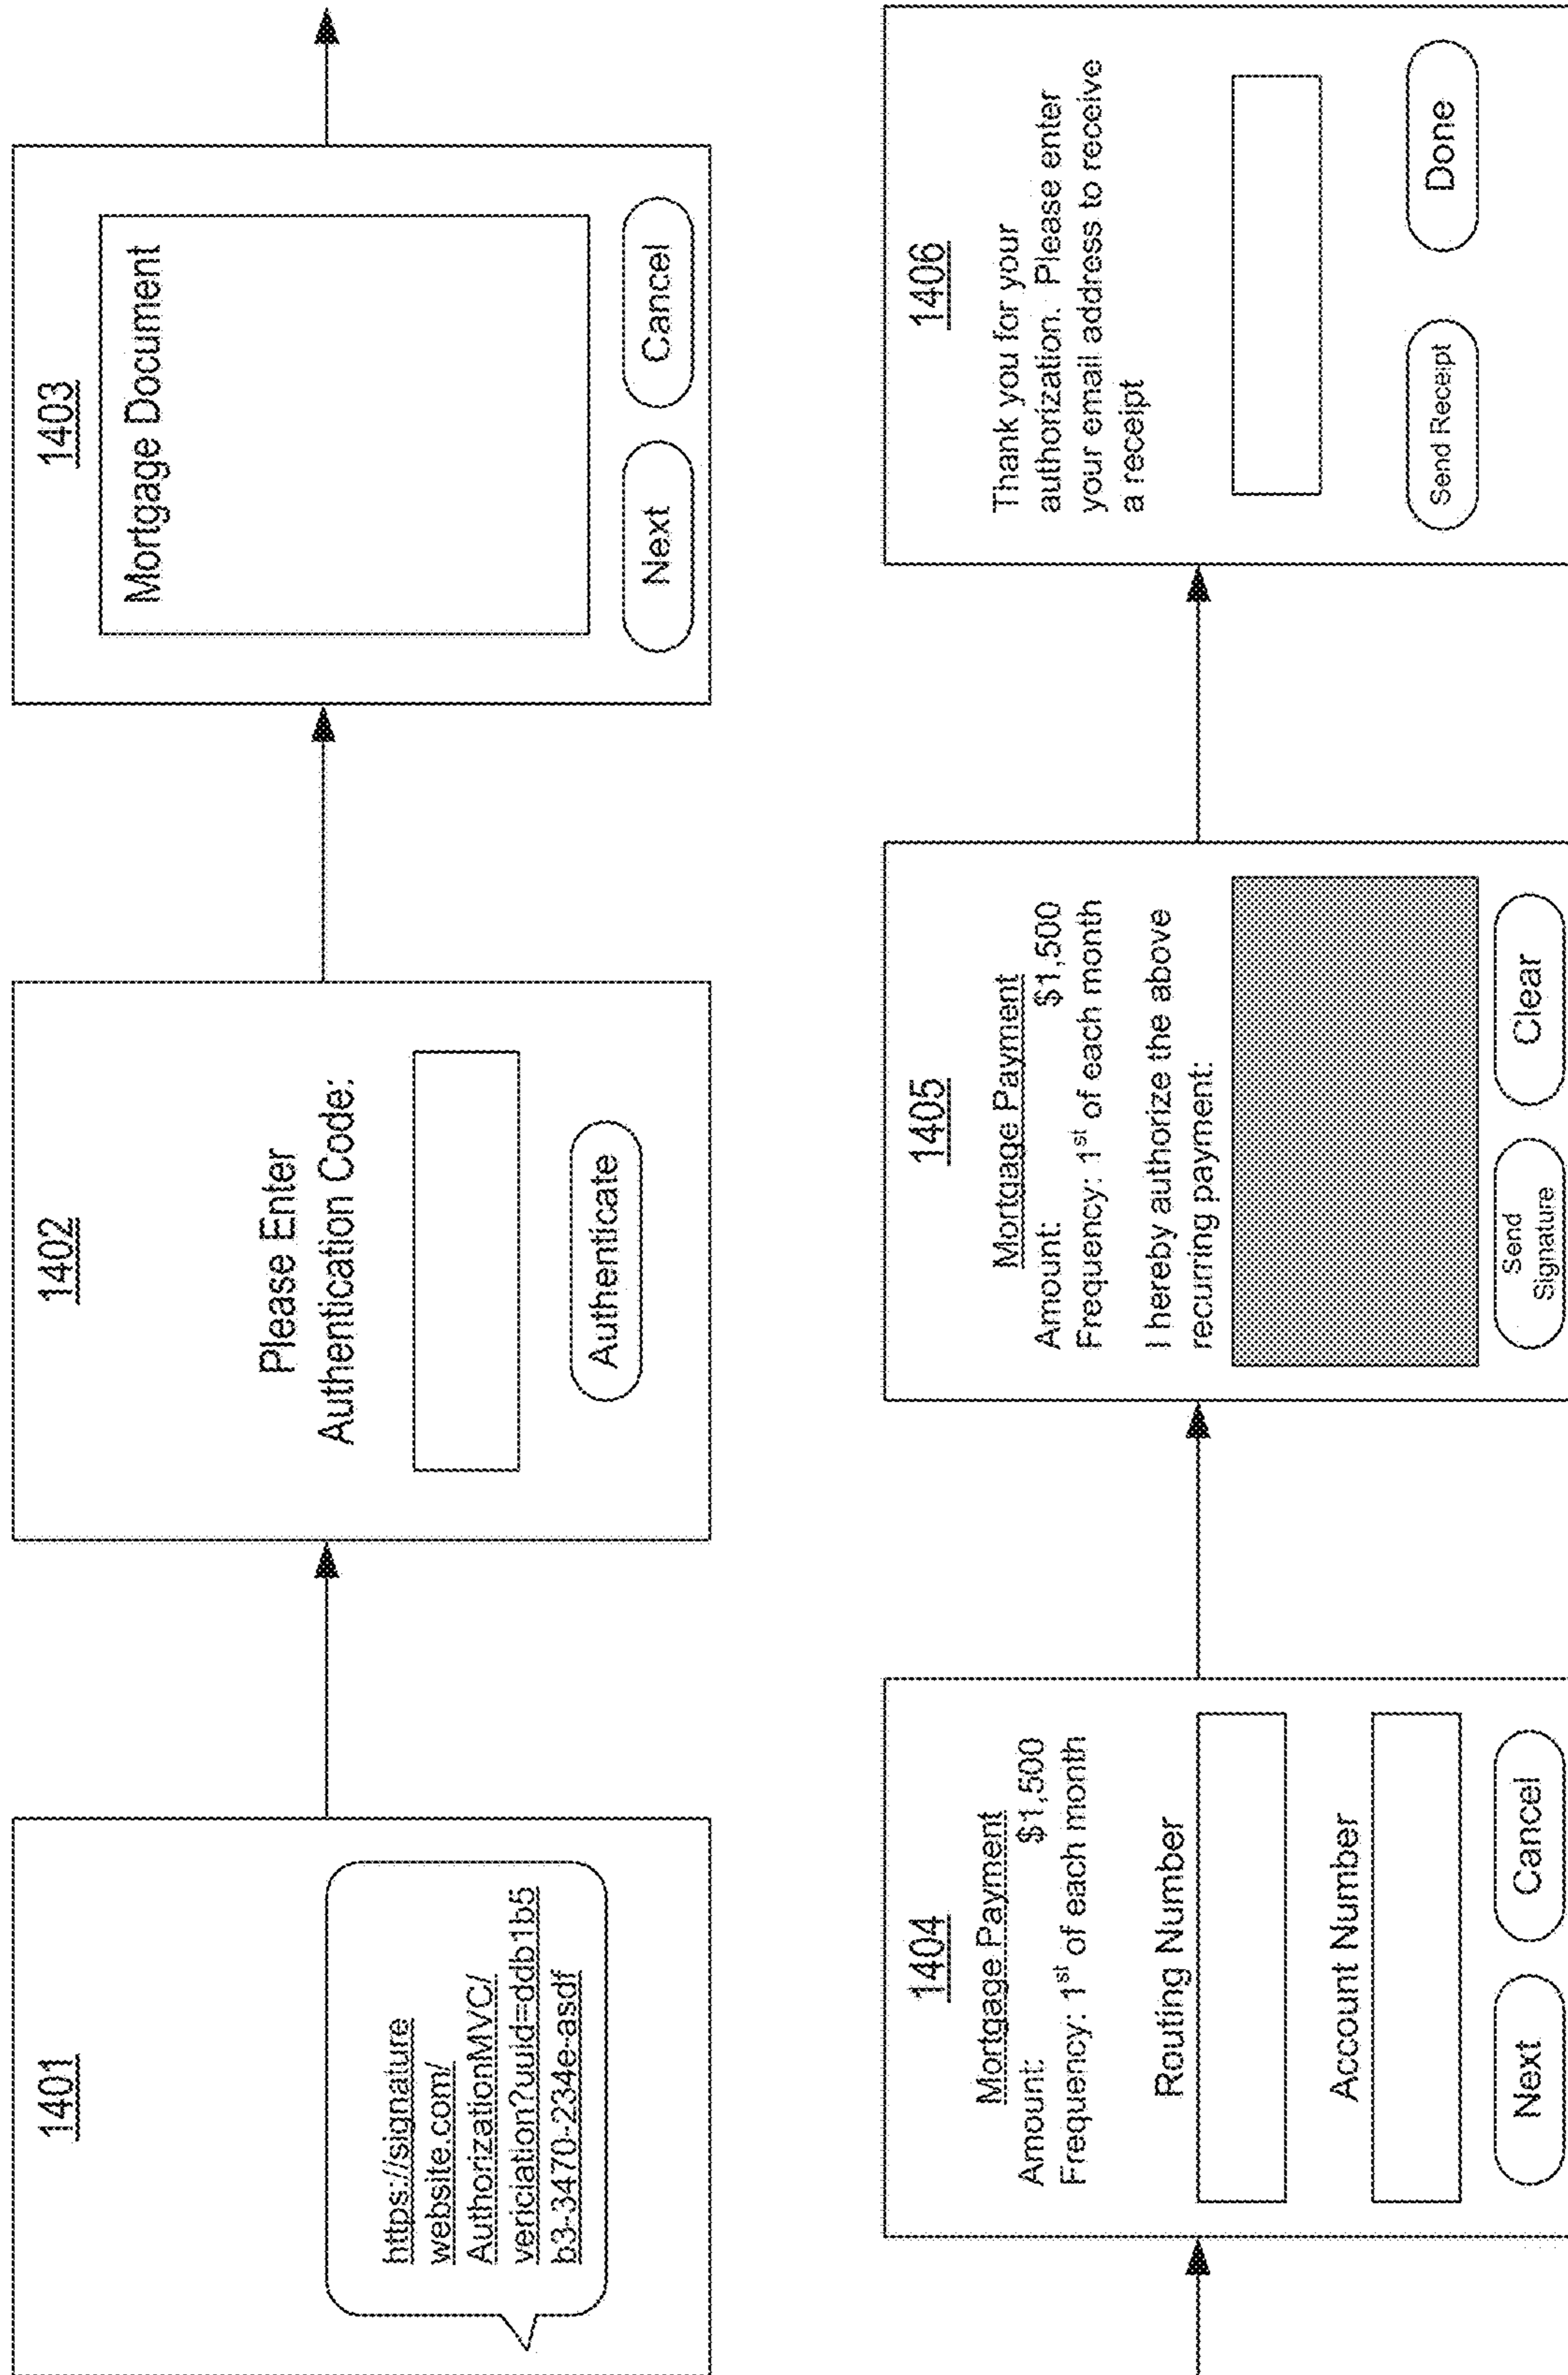 1401
https://signature
website.com/
AuthorizationMVC/
vericiation?uuid=ddb1b5
b3-3470-234e-asdf
1402
Please Enter
Authentication Code:
Authenticate
1403
Mortgage Document
Next
Cancel
1404
Mortgage Payment
Amount: $1,500
Frequency: 1st of each month
Routing Number
Account Number
Next
Cancel
1405
Mortgage Payment
Amount: $1,500
Frequency: 1st of each month
I hereby authorize the above
recurring payment:
Send
Signature
Clear
1406
Thank you for your
authorization. Please enter
your email address to receive
a receipt
Send Receipt
Done